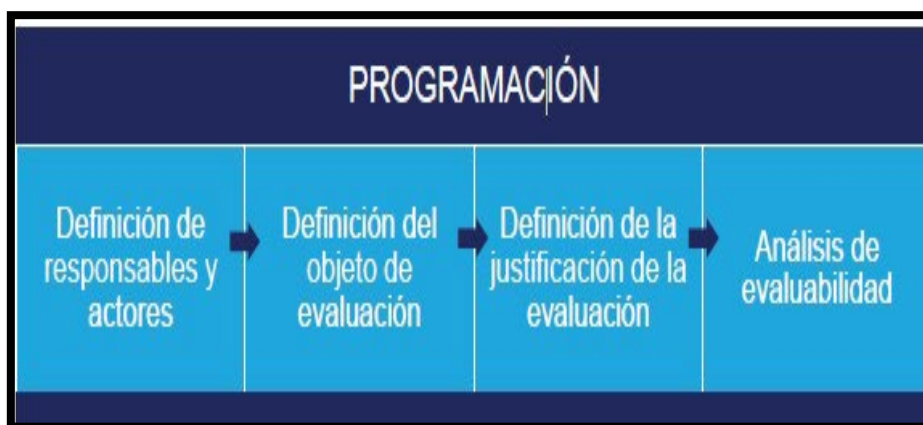 PROGRAMACIÓN
Definición de
responsables y
actores
Definición del
objeto de
evaluación
Definición de la
justificación de la
evaluación
Análisis de
evaluabilidad